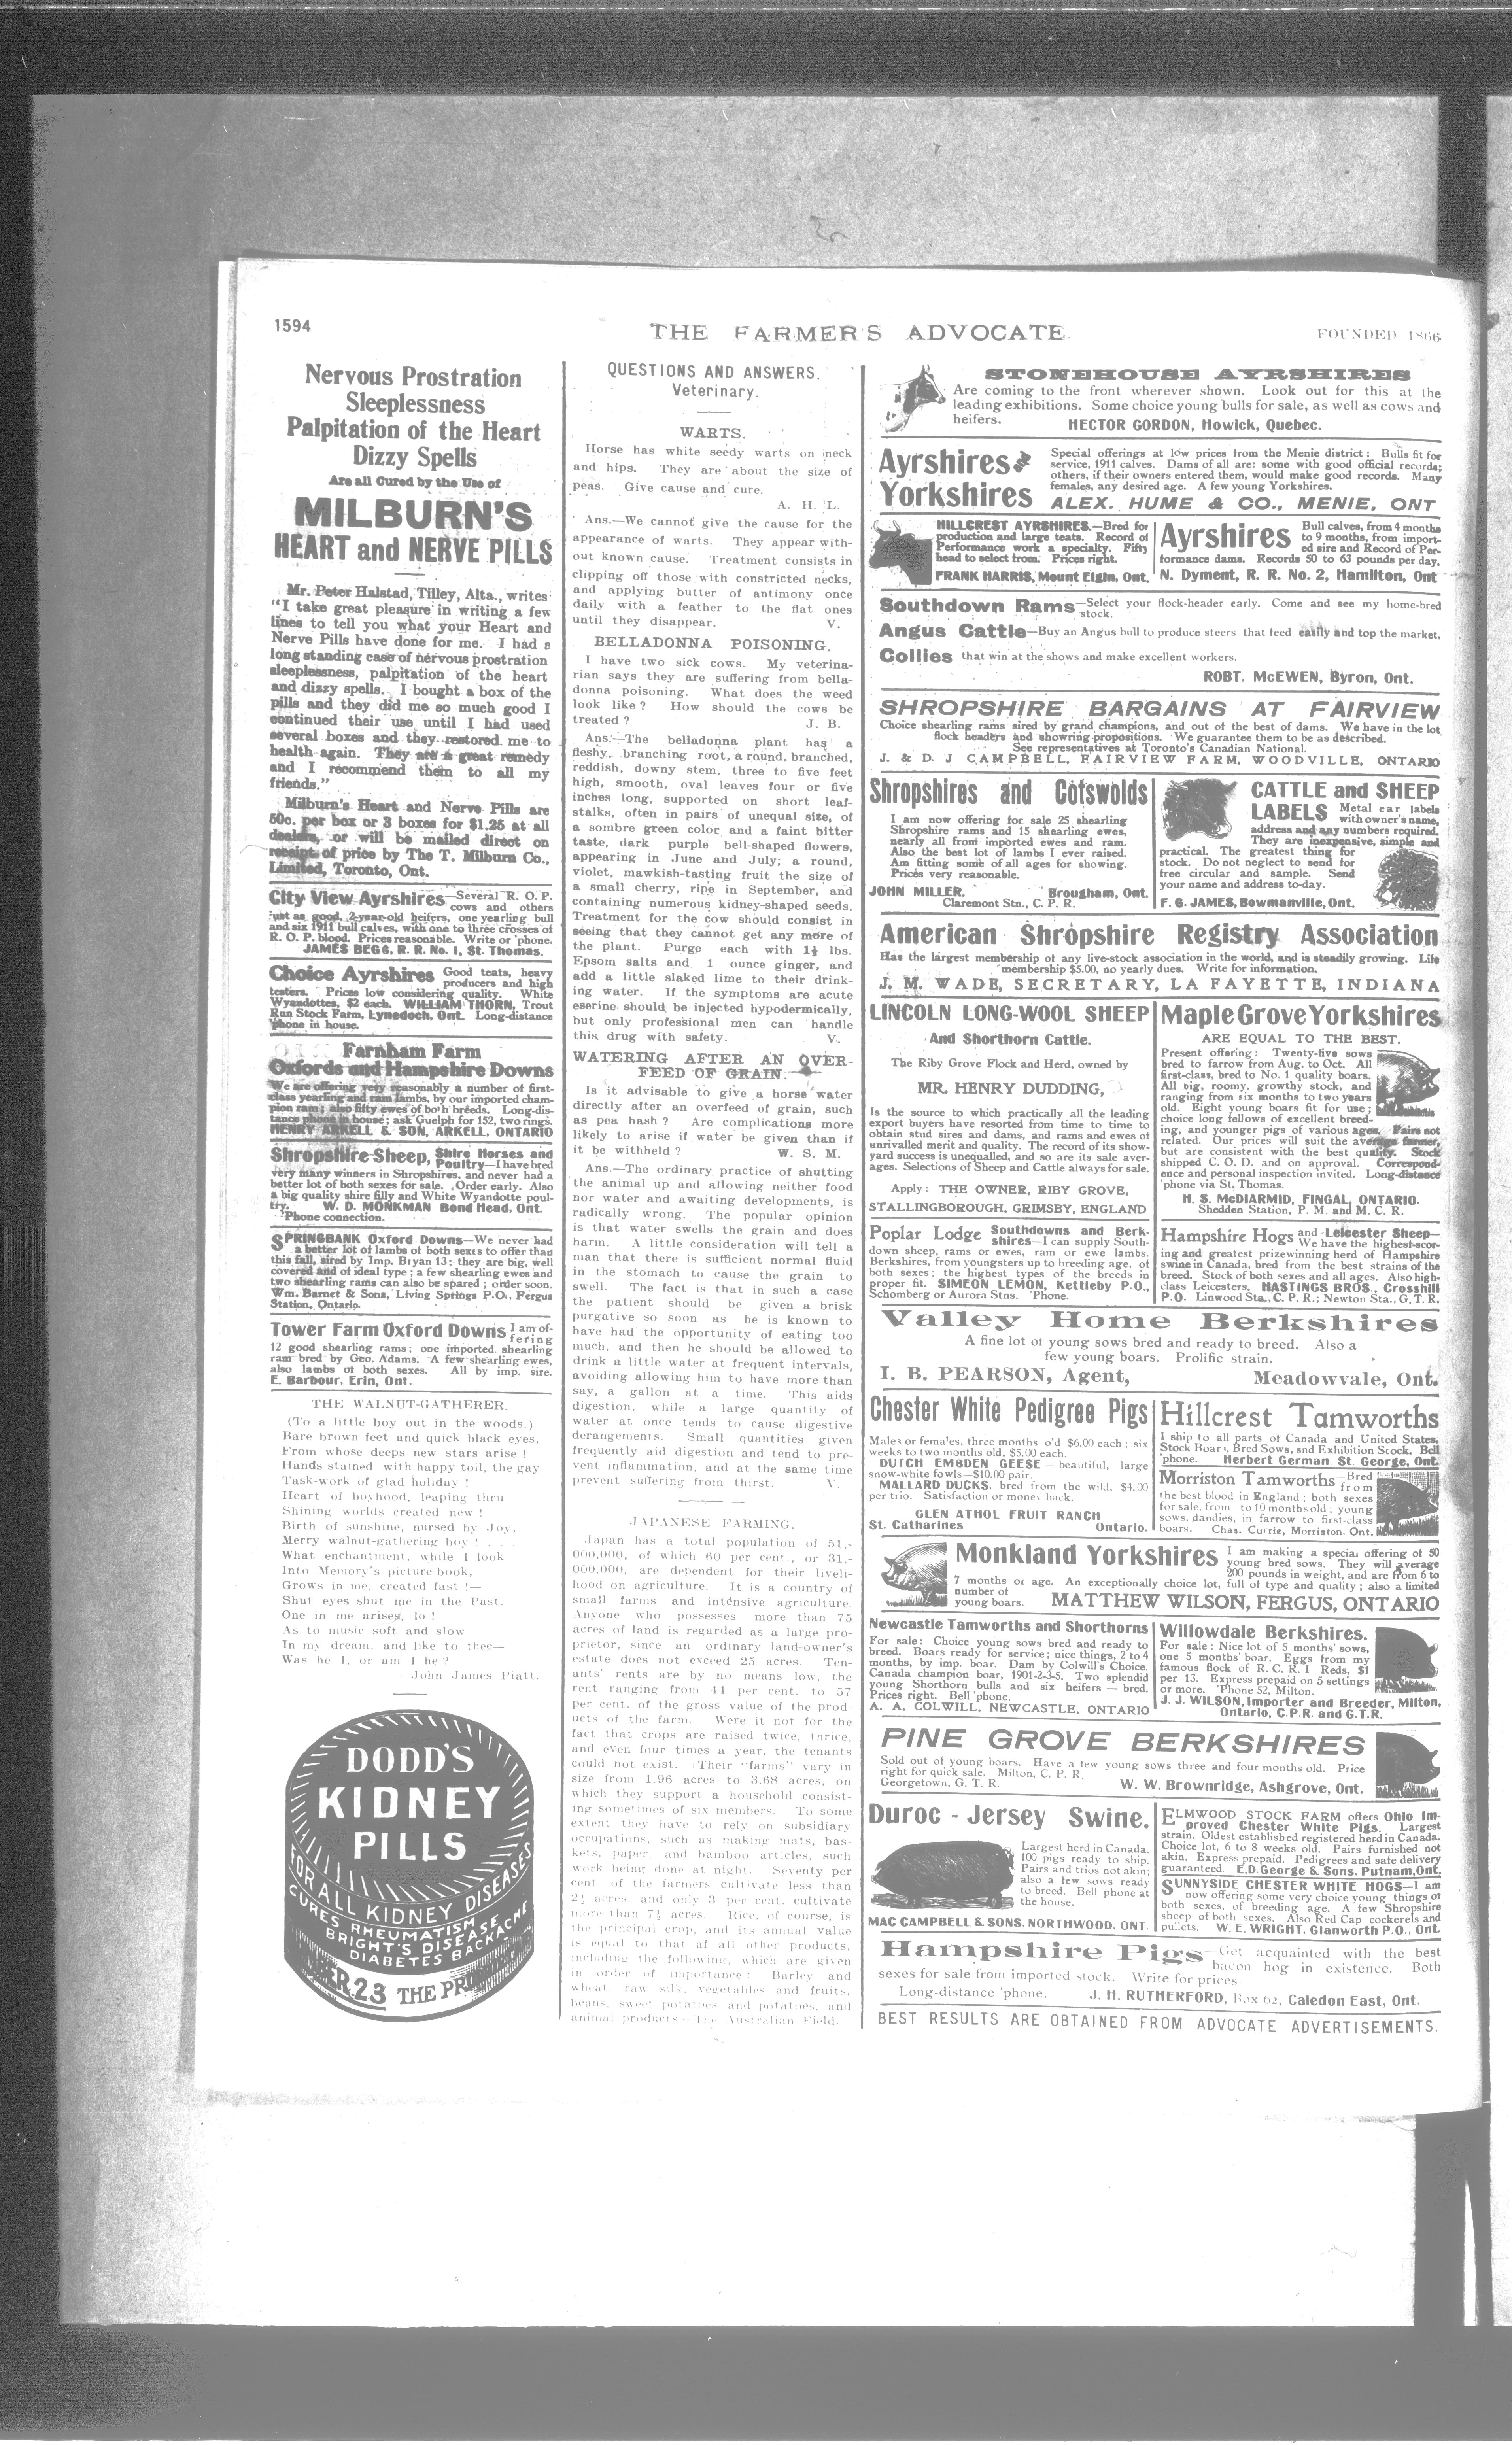 1594
THE FARMER'S ADVOCATE.
FOUNDED 1866
Nervous Prostration
Sleeplessness
Palpitation of the Heart
Dizzy Spells
Are all Cured by the Use of
MILBURN'S
HEART and NERVE PILLS
Mr. Peter Halstad, Tilley, Alta., writes
"I take great pleasure in writing a few
lines to tell you what your Heart and
Nerve Pills have done for me. I had a
long standing case of nervous prostration
sleeplessness, palpitation of the heart
and dizzy spells. I bought a box of the
pills and they did me so much good I
continued their use until I had used
several boxes and they restored me to
health again. They are a great remedy
and I recommend them to all my
friends."
Milburn's Heart and Nerve Pills are
50c. per box or 3 boxes for $1.25 at all
dealers, or will be mailed direct on
receipt of price by The T. Milburn Co.,
Limited, Toronto, Ont.
City View Ayrshires—Several R. O. P.
cows and others
just as good, 2-year-old heifers, one yearling bull
and six 1911 bull calves, with one to three crosses of
R. O. P. blood. Prices reasonable. Write or 'phone.
JAMES BEGG, R. R. No. 1, St. Thomas.
Choice Ayrshires Good teats, heavy
producers and high
testers. Prices low considering quality. White
Wyandottes, $2 each. WILLIAM THORN, Trout
Run Stock Farm, Lynedoch, Ont. Long-distance
'phone in house.
Farnham Farm
Oxfords and Hampshire Downs
We are offering very reasonably a number of first-
class yearling and ram lambs, by our imported cham-
pion ram; also fifty ewes of both breeds. Long-dis-
tance phone in house; ask Guelph for 152, two rings.
HENRY ARKELL & SON, ARKELL, ONTARIO
Shropshire Sheep, Shire Horses and
Poultry—I have bred
very many winners in Shropshires, and never had a
better lot of both sexes for sale. Order early. Also
a big quality shire filly and White Wyandotte poul-
try. W. D. MONKMAN Bond Head, Ont.
'Phone connection.
SPRINGBANK Oxford Downs—We never had
a better lot of lambs of both sexes to offer than
this fall, sired by Imp. Bryan 13; they are big, well
covered and of ideal type; a few shearling ewes and
two shearling rams can also be spared; order soon.
Wm. Barnet & Sons, Living Springs P.O., Fergus
Station, Ontario.
Tower Farm Oxford Downs I am of-
fering
12 good shearling rams; one imported shearling
ram bred by Geo. Adams. A few shearling ewes,
also lambs of both sexes. All by imp. sire.
E. Barbour, Erin, Ont.
THE WALNUT-GATHERER.
(To a little boy out in the woods.)
Bare brown feet and quick black eyes,
From whose deeps new stars arise !
Hands stained with happy toil, the gay
Task-work of glad holiday !
Heart of boyhood, leaping thru
Shining worlds created new !
Birth of sunshine, nursed by Joy,
Merry walnut-gathering boy ! . . .
What enchantment, while I look
Into Memory's picture-book,
Grows in me, created fast !—
Shut eyes shut me in the Past.
One in me arises, lo !
As to music soft and slow
In my dream, and like to thee—
Was he I, or am I he ?
—John James Piatt.
DODD'S
KIDNEY
PILLS
FOR ALL KIDNEY DISEASES
CURES RHEUMATISM
BRIGHT'S DISEASE
DIABETES BACKACHE
23 THE PR
QUESTIONS AND ANSWERS.
Veterinary.
WARTS.
Horse has white seedy warts on neck
and hips. They are about the size of
peas. Give cause and cure.
A. H. L.
Ans.—We cannot give the cause for the
appearance of warts. They appear with-
out known cause. Treatment consists in
clipping off those with constricted necks,
and applying butter of antimony once
daily with a feather to the flat ones
until they disappear. V.
BELLADONNA POISONING.
I have two sick cows. My veterina-
rian says they are suffering from bella-
donna poisoning. What does the weed
look like ? How should the cows be
treated ? J. B.
Ans.—The belladonna plant has a
fleshy, branching root, a round, branched,
reddish, downy stem, three to five feet
high, smooth, oval leaves four or five
inches long, supported on short leaf-
stalks, often in pairs of unequal size, of
a sombre green color and a faint bitter
taste, dark purple bell-shaped flowers,
appearing in June and July; a round,
violet, mawkish-tasting fruit the size of
a small cherry, ripe in September, and
containing numerous kidney-shaped seeds.
Treatment for the cow should consist in
seeing that they cannot get any more of
the plant. Purge each with 1½ lbs.
Epsom salts and 1 ounce ginger, and
add a little slaked lime to their drink-
ing water. If the symptoms are acute
eserine should be injected hypodermically,
but only professional men can handle
this drug with safety. V.
WATERING AFTER AN OVER-
FEED OF GRAIN.
Is it advisable to give a horse water
directly after an overfeed of grain, such
as pea hash ? Are complications more
likely to arise if water be given than if
it be withheld ? W. S. M.
Ans.—The ordinary practice of shutting
the animal up and allowing neither food
nor water and awaiting developments, is
radically wrong. The popular opinion
is that water swells the grain and does
harm. A little consideration will tell a
man that there is sufficient normal fluid
in the stomach to cause the grain to
swell. The fact is that in such a case
the patient should be given a brisk
purgative so soon as he is known to
have had the opportunity of eating too
much, and then he should be allowed to
drink a little water at frequent intervals,
avoiding allowing him to have more than
say, a gallon at a time. This aids
digestion, while a large quantity of
water at once tends to cause digestive
derangements. Small quantities given
frequently aid digestion and tend to pre-
vent inflammation, and at the same time
prevent suffering from thirst. V.
JAPANESE FARMING.
Japan has a total population of 51,-
000,000, of which 60 per cent., or 31,-
000,000, are dependent for their liveli-
hood on agriculture. It is a country of
small farms and intensive agriculture.
Anyone who possesses more than 75
acres of land is regarded as a large pro-
prietor, since an ordinary land-owner's
estate does not exceed 25 acres. Ten-
ants' rents are by no means low, the
rent ranging from 44 per cent. to 57
per cent. of the gross value of the prod-
ucts of the farm. Were it not for the
fact that crops are raised twice, thrice,
and even four times a year, the tenants
could not exist. Their "farms" vary in
size from 1.96 acres to 3.68 acres, on
which they support a household consist-
ing sometimes of six members. To some
extent they have to rely on subsidiary
occupations, such as making mats, bas-
kets, paper, and bamboo articles, such
work being done at night. Seventy per
cent. of the farmers cultivate less than
2½ acres, and only 3 per cent. cultivate
more than 7½ acres. Rice, of course, is
the principal crop, and its annual value
is equal to that of all other products,
including the following, which are given
in order of importance : Barley and
wheat, raw silk, vegetables and fruits,
beans, sweet potatoes and potatoes, and
animal products.—The Australian Field.
STONEHOUSE AYRSHIRES
Are coming to the front wherever shown. Look out for this at the
leading exhibitions. Some choice young bulls for sale, as well as cows and
heifers. HECTOR GORDON, Howick, Quebec.
Ayrshires
Yorkshires
Special offerings at low prices from the Menie district: Bulls fit for
service, 1911 calves. Dams of all are: some with good official records;
others, if their owners entered them, would make good records. Many
females, any desired age. A few young Yorkshires.
ALEX. HUME & CO., MENIE, ONT
HILLCREST AYRSHIRES.—Bred for
production and large teats. Record of
Performance work a specialty. Fifty
head to select from. Prices right.
FRANK HARRIS, Mount Elgin, Ont.
Ayrshires Bull calves, from 4 months
to 9 months, from import-
ed sire and Record of Per-
formance dams. Records 50 to 63 pounds per day.
N. Dyment, R. R. No. 2, Hamilton, Ont
Southdown Rams—Select your flock-header early. Come and see my home-bred
stock.
Angus Cattle—Buy an Angus bull to produce steers that feed easily and top the market.
Collies that win at the shows and make excellent workers.
ROBT. McEWEN, Byron, Ont.
SHROPSHIRE BARGAINS AT FAIRVIEW
Choice shearling rams sired by grand champions, and out of the best of dams. We have in the lot
flock headers and showring propositions. We guarantee them to be as described.
See representatives at Toronto's Canadian National.
J. & D. J CAMPBELL, FAIRVIEW FARM, WOODVILLE, ONTARIO
Shropshires and Cotswolds
I am now offering for sale 25 shearling
Shropshire rams and 15 shearling ewes,
nearly all from imported ewes and ram.
Also the best lot of lambs I ever raised.
Am fitting some of all ages for showing.
Prices very reasonable.
JOHN MILLER, Brougham, Ont.
Claremont Stn., C. P. R.
CATTLE and SHEEP
LABELS Metal ear labels
with owner's name,
address and any numbers required.
They are inexpensive, simple and
practical. The greatest thing for
stock. Do not neglect to send for
free circular and sample. Send
your name and address to-day.
F. G. JAMES, Bowmanville, Ont.
American Shropshire Registry Association
Has the largest membership of any live-stock association in the world, and is steadily growing. Life
membership $5.00, no yearly dues. Write for information.
J. M. WADE, SECRETARY, LA FAYETTE, INDIANA
LINCOLN LONG-WOOL SHEEP
And Shorthorn Cattle.
The Riby Grove Flock and Herd, owned by
MR. HENRY DUDDING,
Is the source to which practically all the leading
export buyers have resorted from time to time to
obtain stud sires and dams, and rams and ewes of
unrivalled merit and quality. The record of its show-
yard success is unequalled, and so are its sale aver-
ages. Selections of Sheep and Cattle always for sale.
Apply: THE OWNER, RIBY GROVE,
STALLINGBOROUGH, GRIMSBY, ENGLAND
Maple Grove Yorkshires
ARE EQUAL TO THE BEST.
Present offering: Twenty-five sows
bred to farrow from Aug. to Oct. All
first-class, bred to No. 1 quality boars.
All big, roomy, growthy stock, and
ranging from six months to two years
old. Eight young boars fit for use;
choice long fellows of excellent breed-
ing, and younger pigs of various ages. Pairs not
related. Our prices will suit the average farmer,
but are consistent with the best quality. Stock
shipped C. O. D. and on approval. Correspond-
ence and personal inspection invited. Long-distance
'phone via St. Thomas.
H. S. McDIARMID, FINGAL, ONTARIO.
Shedden Station, P. M. and M. C. R.
Poplar Lodge Southdowns and Berk-
shires—I can supply South-
down sheep, rams or ewes, ram or ewe lambs.
Berkshires, from youngsters up to breeding age, of
both sexes; the highest types of the breeds in
proper fit. SIMEON LEMON, Kettleby P.O.,
Schomberg or Aurora Stns. 'Phone.
Hampshire Hogs and Leicester Sheep—
We have the highest-scor-
ing and greatest prizewinning herd of Hampshire
swine in Canada, bred from the best strains of the
breed. Stock of both sexes and all ages. Also high-
class Leicesters. HASTINGS BROS., Crosshill
P.O. Linwood Sta., C. P. R.; Newton Sta., G. T. R.
Valley Home Berkshires
A fine lot of young sows bred and ready to breed. Also a
few young boars. Prolific strain.
I. B. PEARSON, Agent, Meadowvale, Ont.
Chester White Pedigree Pigs
Males or females, three months old $6.00 each; six
weeks to two months old, $5.00 each.
DUTCH EMBDEN GEESE beautiful, large
snow-white fowls—$10.00 pair.
MALLARD DUCKS, bred from the wild, $4.00
per trio. Satisfaction or money back.
GLEN ATHOL FRUIT RANCH
St. Catharines Ontario.
Hillcrest Tamworths
I ship to all parts of Canada and United States.
Stock Boars, Bred Sows, and Exhibition Stock. Bell
'phone. Herbert German St George, Ont.
Morriston Tamworths Bred
from
the best blood in England; both sexes
for sale, from to 10 months old; young
sows, dandies, in farrow to first-class
boars. Chas. Currie, Morriston, Ont.
Monkland Yorkshires I am making a special offering of 50
young bred sows. They will average
200 pounds in weight, and are from 6 to
7 months of age. An exceptionally choice lot, full of type and quality; also a limited
number of
young boars. MATTHEW WILSON, FERGUS, ONTARIO
Newcastle Tamworths and Shorthorns
For sale: Choice young sows bred and ready to
breed. Boars ready for service; nice things, 2 to 4
months, by imp. boar. Dam by Colwill's Choice.
Canada champion boar, 1901-2-3-5. Two splendid
young Shorthorn bulls and six heifers — bred.
Prices right. Bell 'phone.
A. A. COLWILL, NEWCASTLE, ONTARIO
Willowdale Berkshires.
For sale: Nice lot of 5 months' sows,
one 5 months' boar. Eggs from my
famous flock of R. C. R. I Reds, $1
per 13. Express prepaid on 5 settings
or more. 'Phone 52, Milton.
J. J. WILSON, Importer and Breeder, Milton,
Ontario, C.P.R. and G.T.R.
PINE GROVE BERKSHIRES
Sold out of young boars. Have a few young sows three and four months old. Price
right for quick sale. Milton, C. P. R.
Georgetown, G. T. R. W. W. Brownridge, Ashgrove, Ont.
Duroc - Jersey Swine.
Largest herd in Canada.
100 pigs ready to ship.
Pairs and trios not akin;
also a few sows ready
to breed. Bell 'phone at
the house.
MAC CAMPBELL & SONS, NORTHWOOD, ONT.
ELMWOOD STOCK FARM offers Ohio Im-
proved Chester White Pigs. Largest
strain. Oldest established registered herd in Canada.
Choice lot, 6 to 8 weeks old. Pairs furnished not
akin. Express prepaid. Pedigrees and safe delivery
guaranteed. E.D. George & Sons, Putnam, Ont.
SUNNYSIDE CHESTER WHITE HOGS—I am
now offering some very choice young things of
both sexes, of breeding age. A few Shropshire
sheep of both sexes. Also Red Cap cockerels and
pullets. W. E. WRIGHT, Glanworth P.O., Ont.
Hampshire Pigs Get acquainted with the best
bacon hog in existence. Both
sexes for sale from imported stock. Write for prices.
Long-distance 'phone. J. H. RUTHERFORD, Box 62, Caledon East, Ont.
BEST RESULTS ARE OBTAINED FROM ADVOCATE ADVERTISEMENTS.